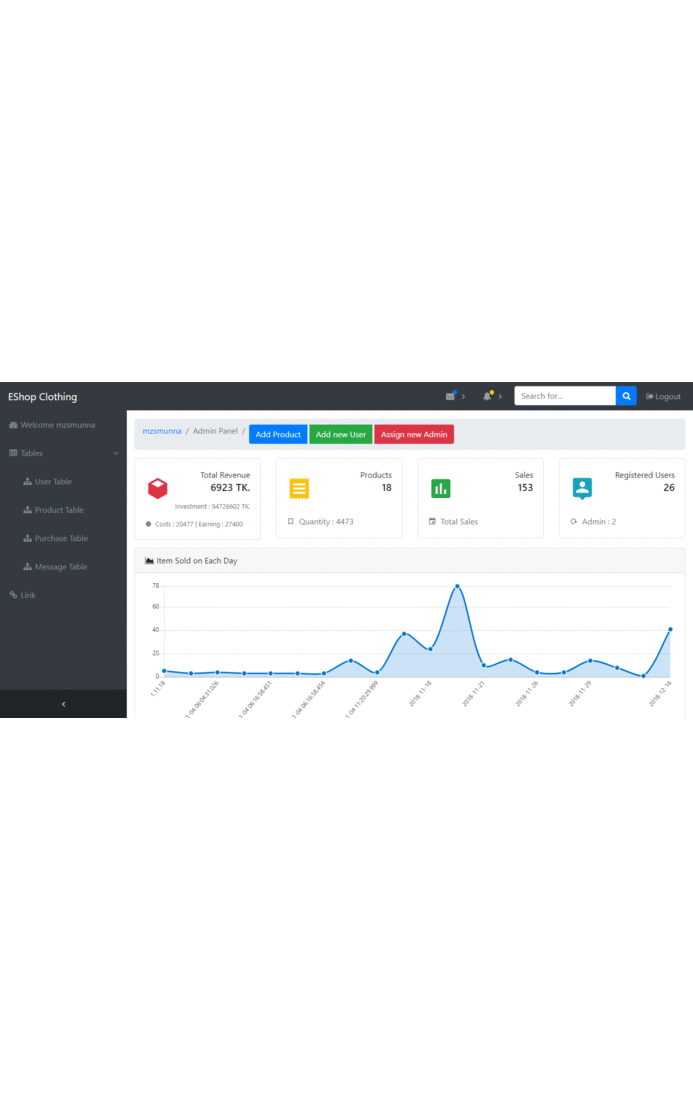 EShop Clothing
Search for...
Logout
Welcome mzsmunna
Tables
User Table
Product Table
Purchase Table
Message Table
Link
mzsmunna / Admin Panel / Add Product Add new User Assign new Admin
Total Revenue
6923 TK.
Investment : 94726602 TK.
Costs : 20477 | Earning : 27400
Products
18
Quantity : 4473
Sales
153
Total Sales
Registered Users
26
Admin : 2
Item Sold on Each Day
78
60
40
20
0
1.11.18
1-04 06:04:31.026
1-04 06:16:58.451
1-04 06:16:58.454
1-04 11:20:29.999
2018-11-18
2018-11-21
2018-11-26
2018-11-29
2018-12-16